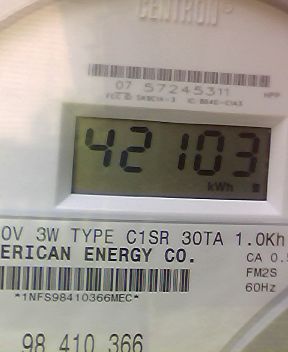 CENTRON®
07 57245311
42103
kWh
0V 3W TYPE C1SR 30TA 1.0Kh
ERICAN ENERGY CO.
CA 0.5
FM2S
*1NFS98410366MEC*
60Hz
98 410 366